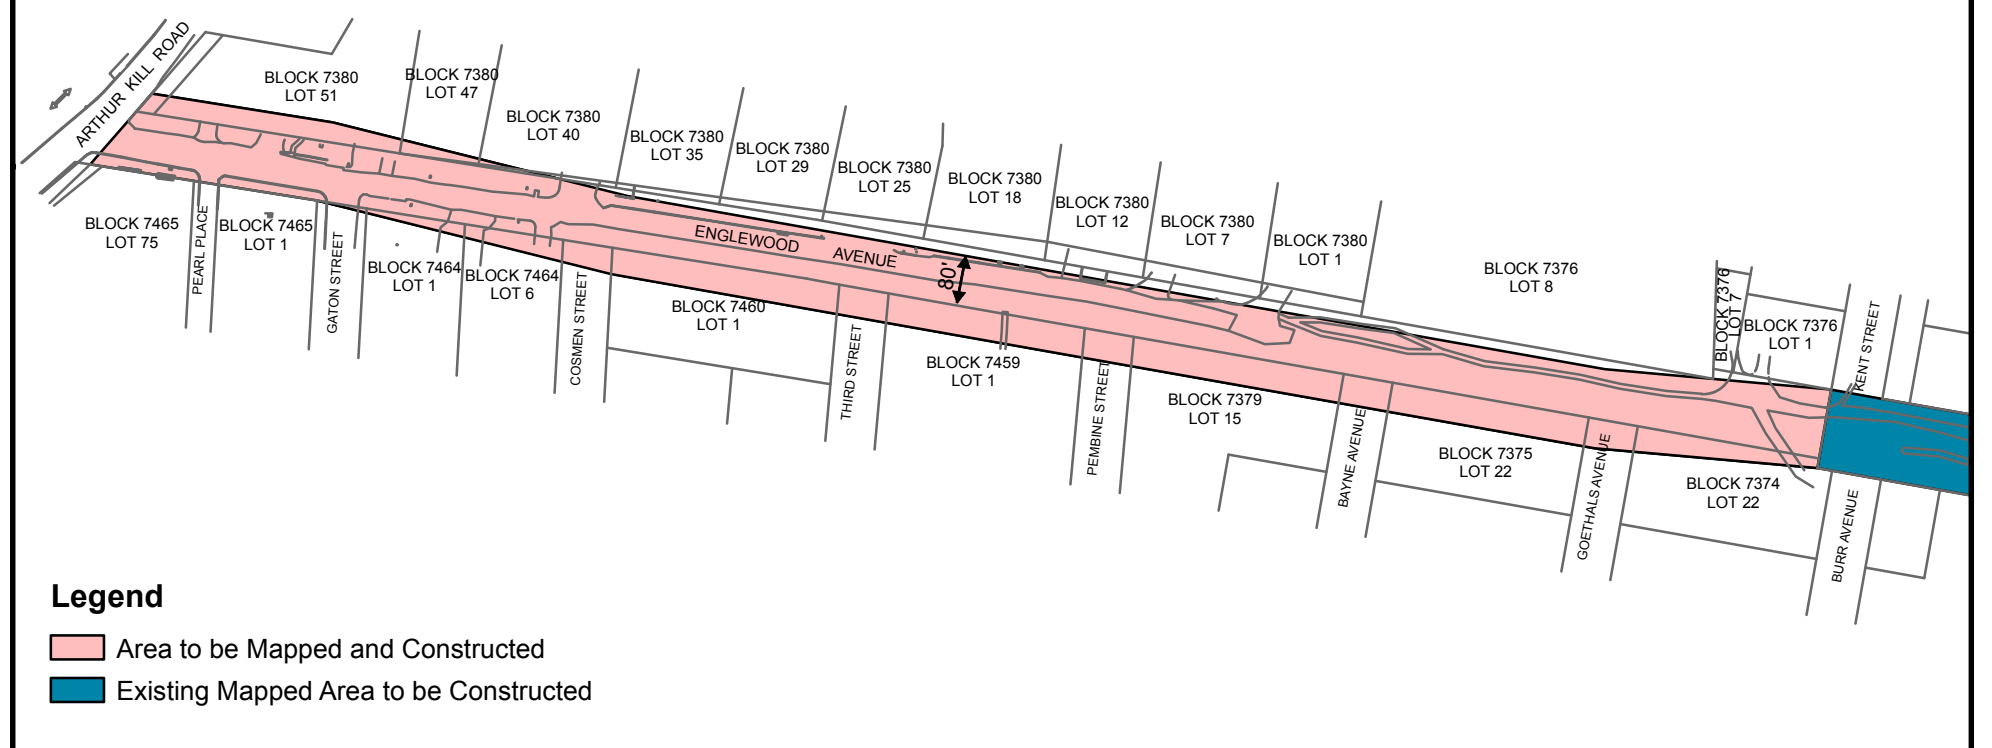 ARTHUR KILL ROAD
BLOCK 7380
LOT 51
BLOCK 7380
LOT 47
BLOCK 7380
LOT 40
BLOCK 7380
LOT 35
BLOCK 7380
LOT 29
BLOCK 7380
LOT 25
BLOCK 7380
LOT 18
BLOCK 7380
LOT 12
BLOCK 7380
LOT 7
BLOCK 7380
LOT 1
BLOCK 7376
LOT 8
BLOCK 7376
LOT 7
BLOCK 7376
LOT 1
KENT STREET
ENGLEWOOD AVENUE
80'
BLOCK 7465
LOT 75
PEARL PLACE
BLOCK 7465
LOT 1
GATON STREET
BLOCK 7464
LOT 1
BLOCK 7464
LOT 6
COSMEN STREET
BLOCK 7460
LOT 1
THIRD STREET
BLOCK 7459
LOT 1
PEMBINE STREET
BLOCK 7379
LOT 15
BAYNE AVENUE
BLOCK 7375
LOT 22
GOETHALS AVENUE
BLOCK 7374
LOT 22
BURR AVENUE
Legend
Area to be Mapped and Constructed
Existing Mapped Area to be Constructed